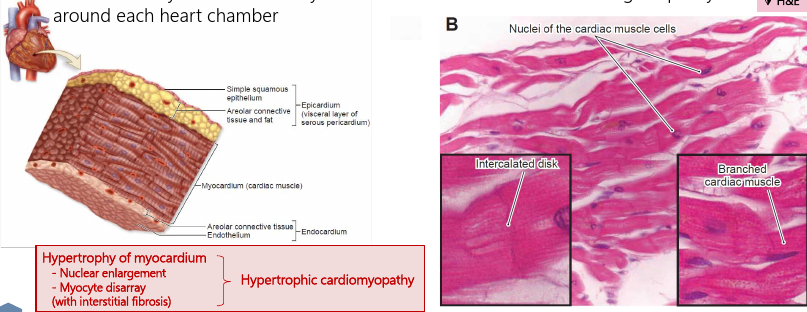 around each heart chamber
Simple squamous
epithelium
Areolar connective
tissue and fat
Epicardium
(visceral layer of
serous pericardium)
Myocardium (cardiac muscle)
Areolar connective tissue
Endothelium
Endocardium
Hypertrophy of myocardium
- Nuclear enlargement
- Myocyte disarray
(with interstitial fibrosis)
Hypertrophic cardiomyopathy
H&E
B
Nuclei of the cardiac muscle cells
Intercalated disk
Branched
cardiac muscle